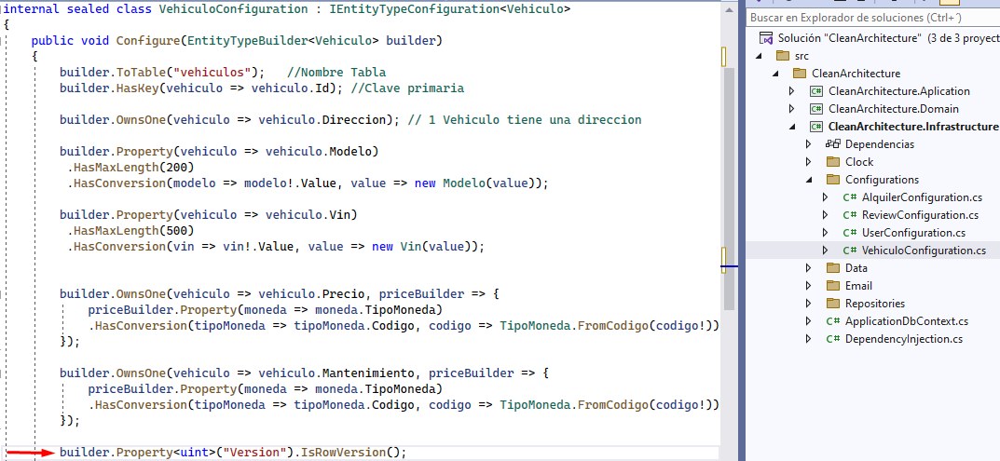 internal sealed class VehiculoConfiguration : IEntityTypeConfiguration<Vehiculo>
{
    public void Configure(EntityTypeBuilder<Vehiculo> builder)
    {
        builder.ToTable("vehiculos");   //Nombre Tabla
        builder.HasKey(vehiculo => vehiculo.Id); //Clave primaria
        builder.OwnsOne(vehiculo => vehiculo.Direccion); // 1 Vehiculo tiene una direccion
        builder.Property(vehiculo => vehiculo.Modelo)
         .HasMaxLength(200)
         .HasConversion(modelo => modelo!.Value, value => new Modelo(value));
        builder.Property(vehiculo => vehiculo.Vin)
         .HasMaxLength(500)
         .HasConversion(vin => vin!.Value, value => new Vin(value));
        builder.OwnsOne(vehiculo => vehiculo.Precio, priceBuilder => {
            priceBuilder.Property(moneda => moneda.TipoMoneda)
            .HasConversion(tipoMoneda => tipoMoneda.Codigo, codigo => TipoMoneda.FromCodigo(codigo!))
        });
        builder.OwnsOne(vehiculo => vehiculo.Mantenimiento, priceBuilder => {
            priceBuilder.Property(moneda => moneda.TipoMoneda)
            .HasConversion(tipoMoneda => tipoMoneda.Codigo, codigo => TipoMoneda.FromCodigo(codigo!))
        });
        builder.Property<uint>("Version").IsRowVersion();
Buscar en Explorador de soluciones (Ctrl+´)
Solución "CleanArchitecture" (3 de 3 proyect
src
CleanArchitecture
CleanArchitecture.Aplication
CleanArchitecture.Domain
CleanArchitecture.Infrastructure
Dependencias
Clock
Configurations
AlquilerConfiguration.cs
ReviewConfiguration.cs
UserConfiguration.cs
VehiculoConfiguration.cs
Data
Email
Repositories
ApplicationDbContext.cs
DependencyInjection.cs